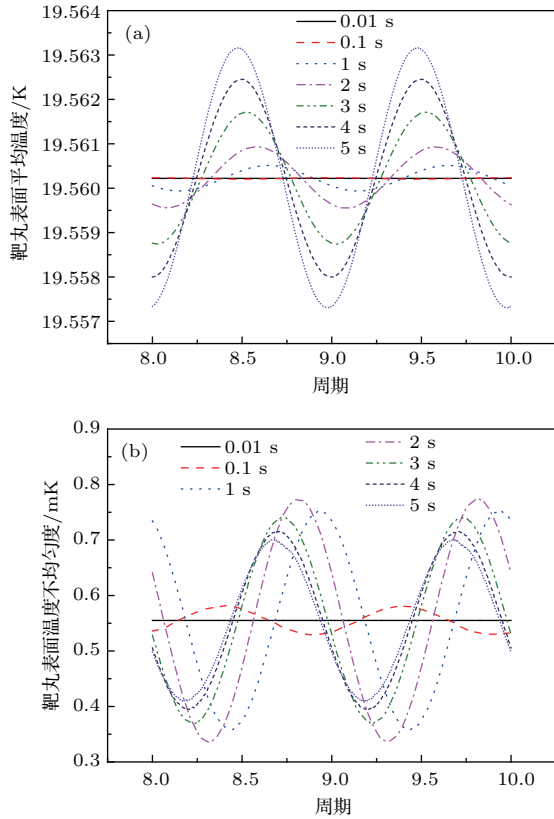 19.564
(a)
0.01 s
0.1 s
1 s
2 s
3 s
4 s
5 s
19.563
19.562
19.561
19.560
19.559
19.558
19.557
靶丸表面平均温度/K
8.0 8.5 9.0 9.5 10.0
周期
0.9
(b)
0.01 s
0.1 s
1 s
2 s
3 s
4 s
5 s
0.8
0.7
0.6
0.5
0.4
0.3
靶丸表面温度不均匀度/mK
8.0 8.5 9.0 9.5 10.0
周期